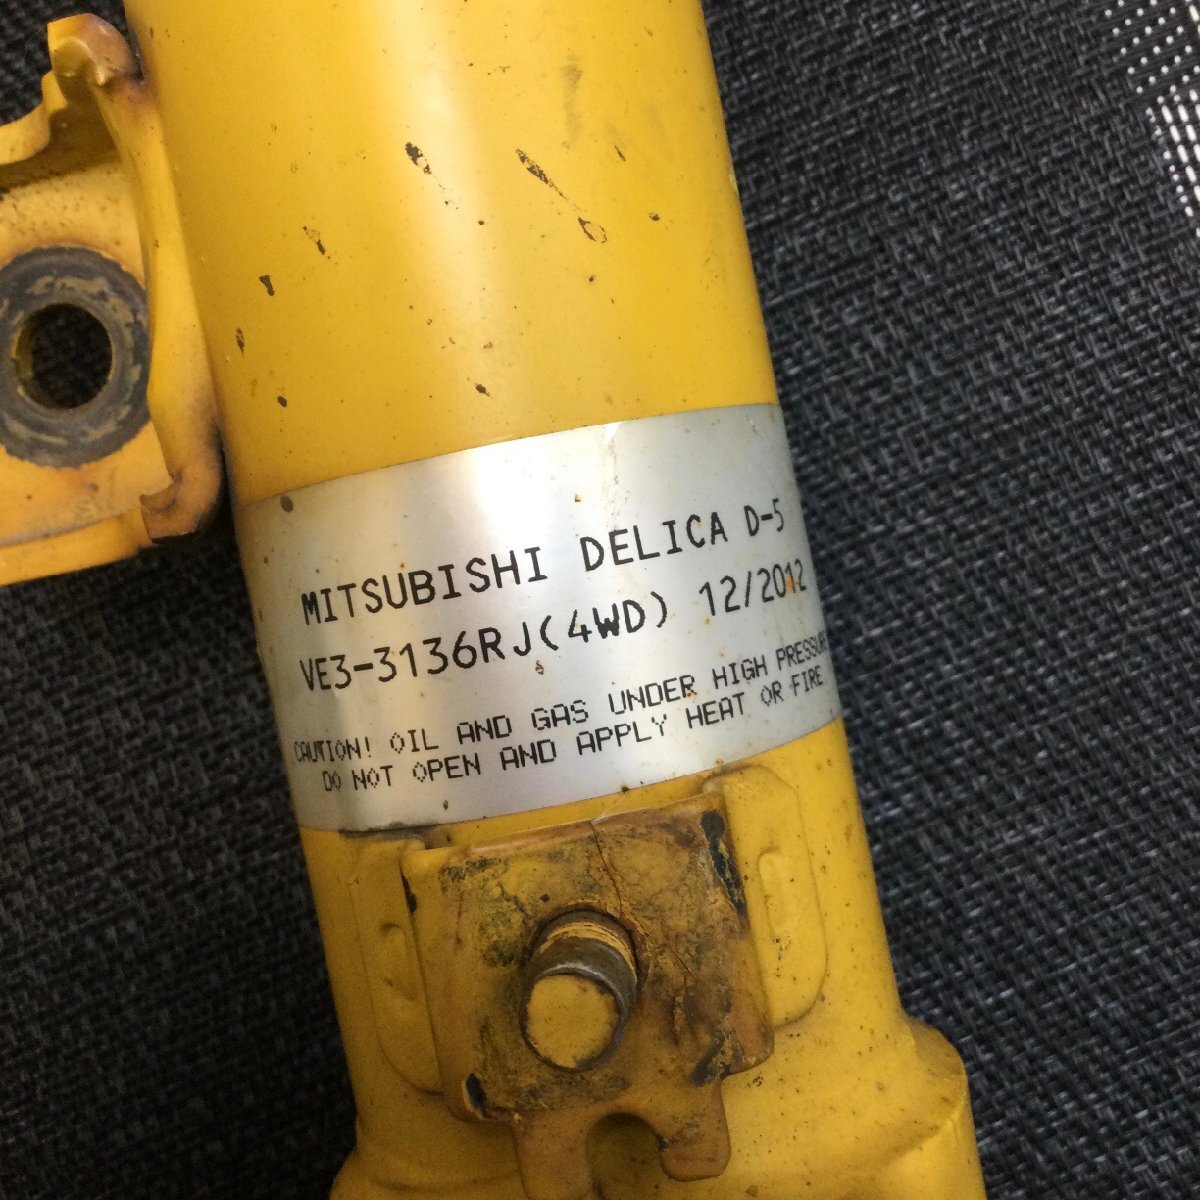 MITSUBISHI DELICA D-5
VE3-3136RJ(4WD) 12/2012
CAUTION! OIL AND GAS UNDER HIGH PRESSURE
DO NOT OPEN AND APPLY HEAT OR FIRE